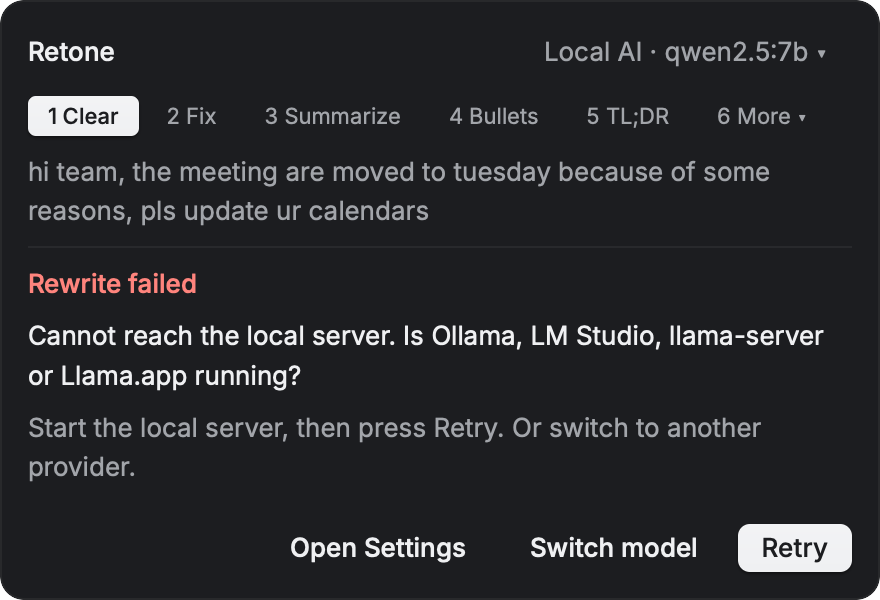 Retone
Local AI · qwen2.5:7b ▾
1 Clear 2 Fix 3 Summarize 4 Bullets 5 TL;DR 6 More ▾
hi team, the meeting are moved to tuesday because of some
reasons, pls update ur calendars
Rewrite failed
Cannot reach the local server. Is Ollama, LM Studio, llama-server
or Llama.app running?
Start the local server, then press Retry. Or switch to another
provider.
Open Settings Switch model Retry